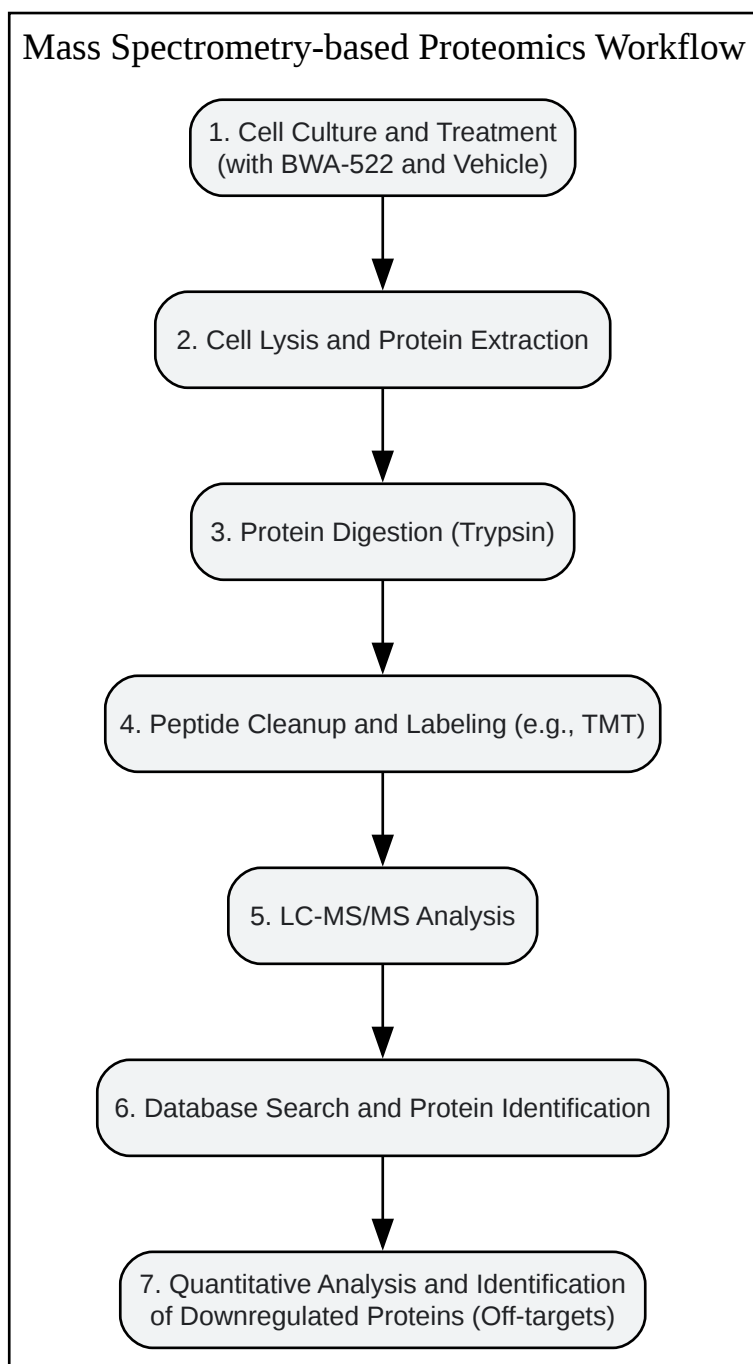 Mass Spectrometry-based Proteomics Workflow
1. Cell Culture and Treatment
(with BWA-522 and Vehicle)
2. Cell Lysis and Protein Extraction
3. Protein Digestion (Trypsin)
4. Peptide Cleanup and Labeling (e.g., TMT)
5. LC-MS/MS Analysis
6. Database Search and Protein Identification
7. Quantitative Analysis and Identification
of Downregulated Proteins (Off-targets)